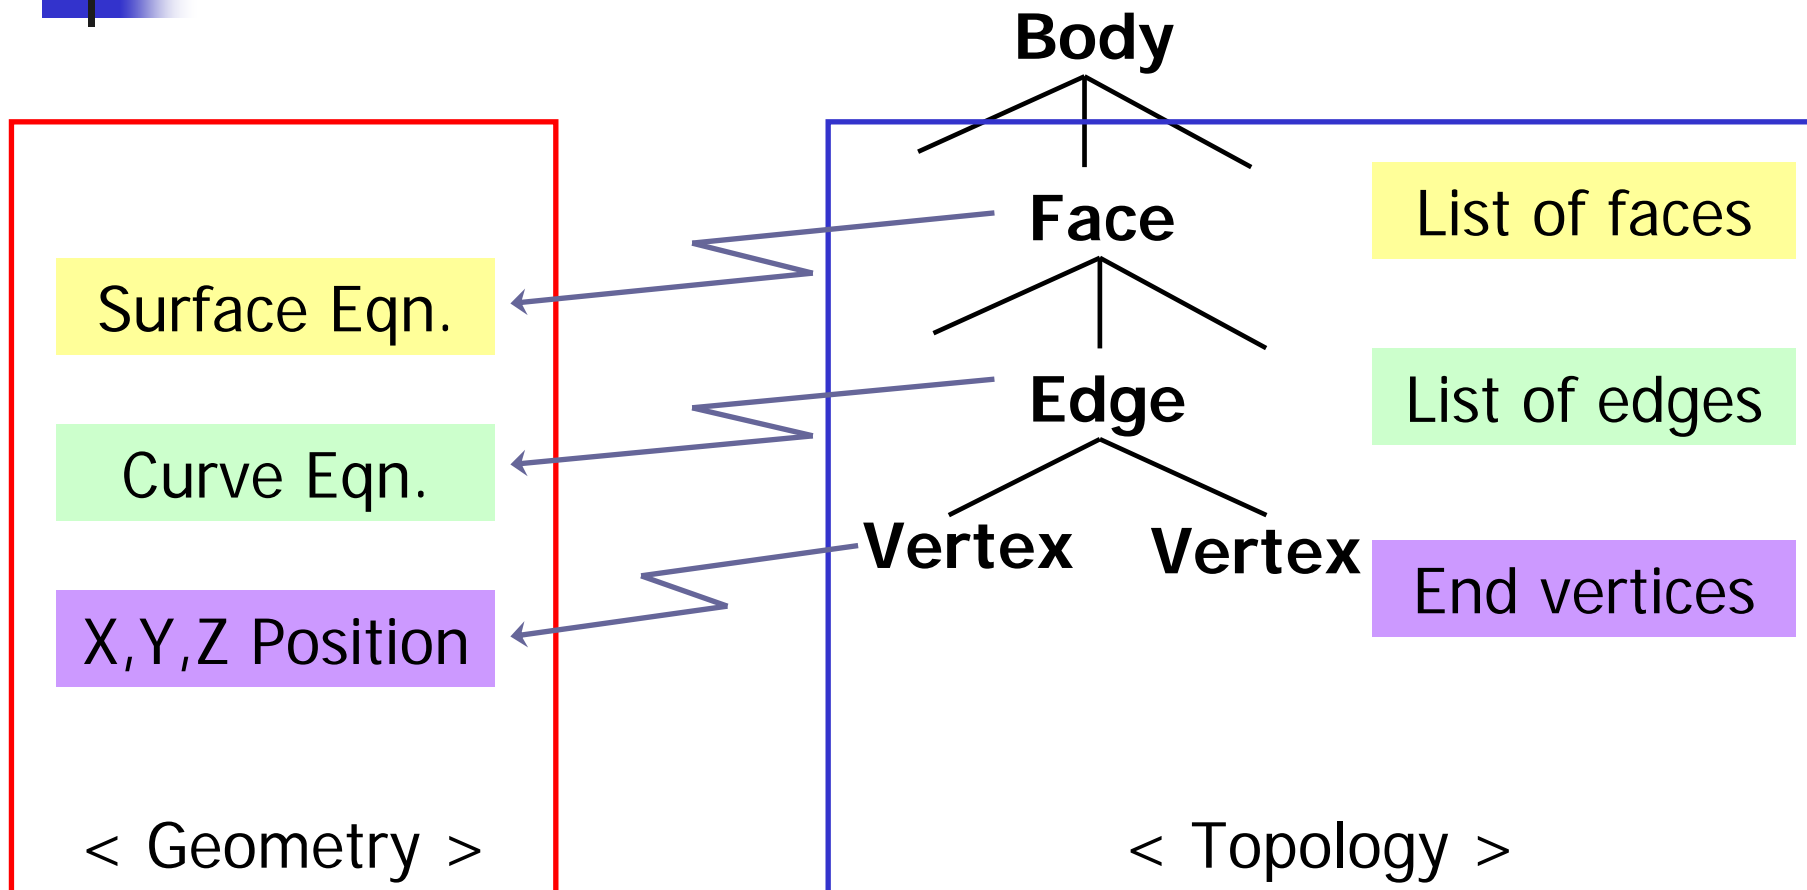 Body
Face
List of faces
Surface Eqn.
Edge
List of edges
Curve Eqn.
Vertex Vertex
End vertices
X,Y,Z Position
< Geometry >
< Topology >